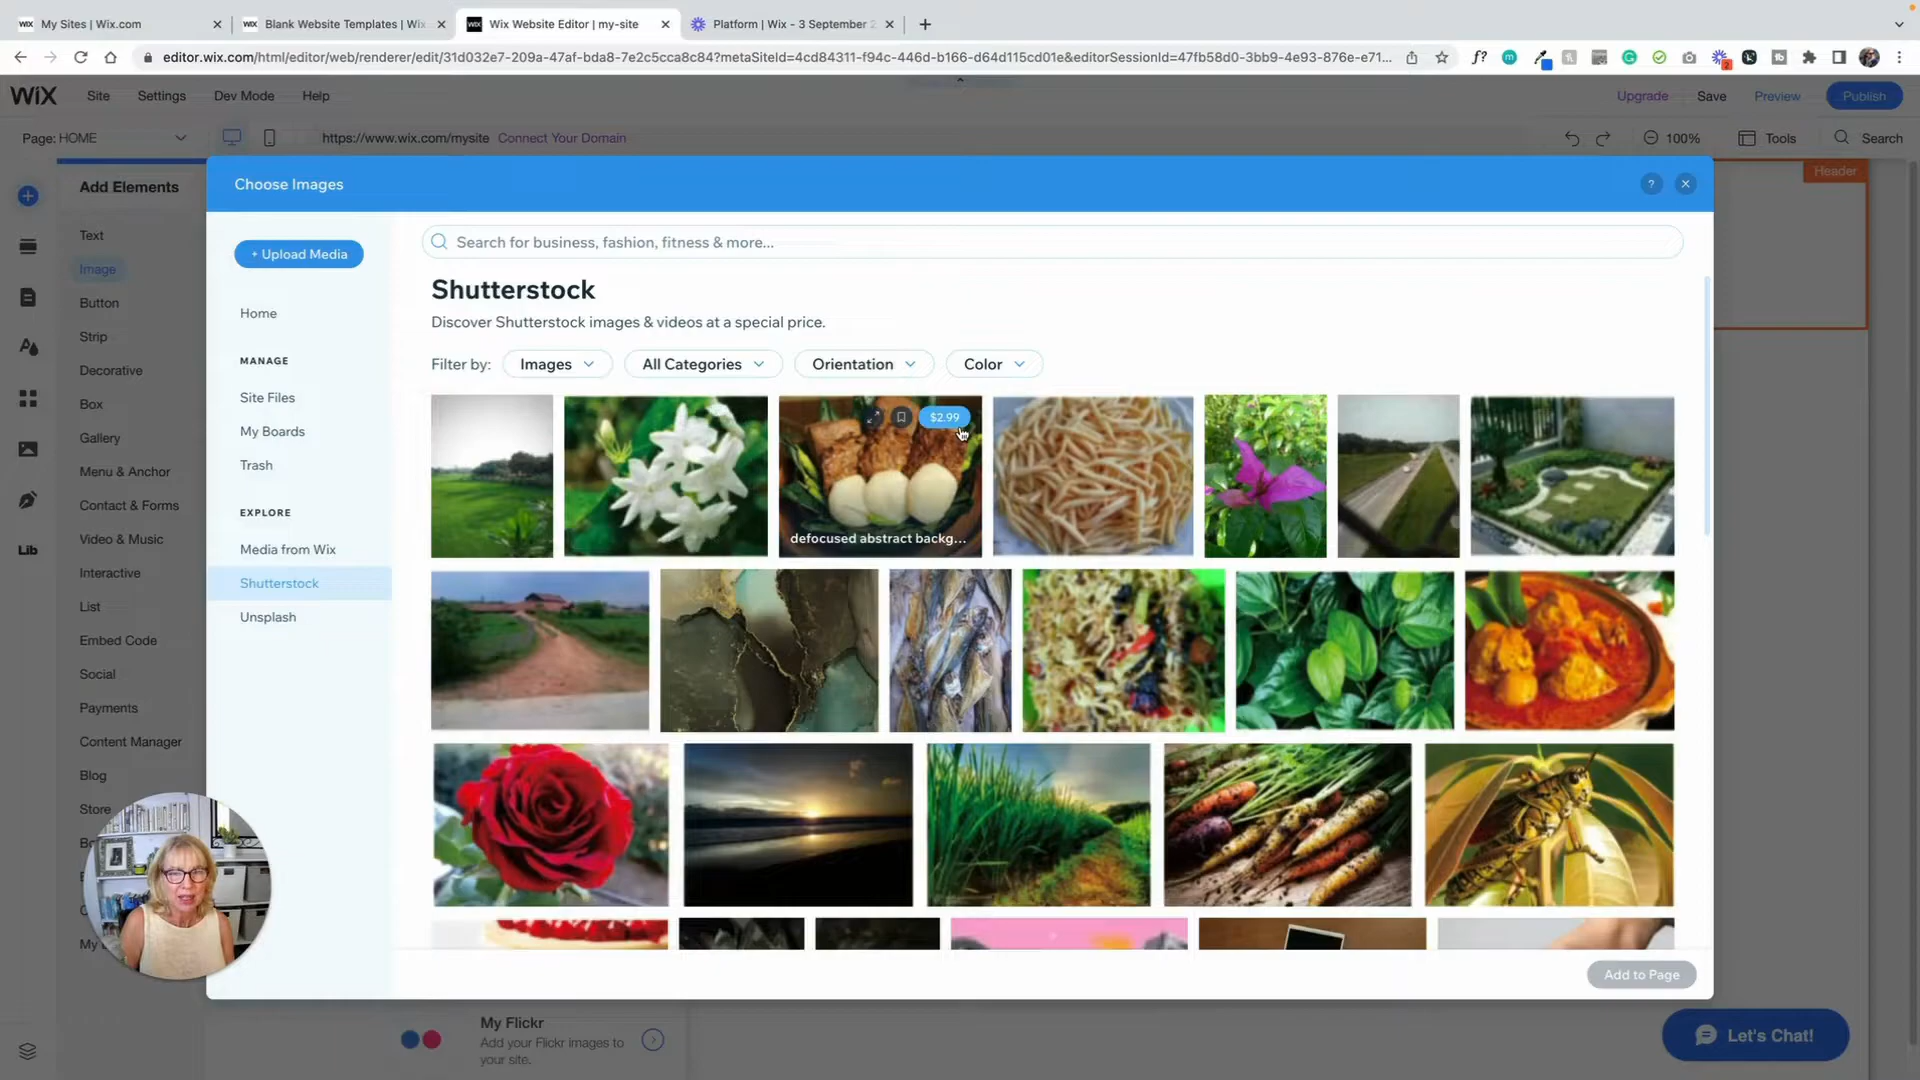 WIX My Sites | Wix.com
WIX Blank Website Templates | Wix
WIX Wix Website Editor | my-site
Platform | Wix - 3 September 2
editor.wix.com/html/editor/web/renderer/edit/31d032e7-209a-47af-bda8-7e2c5cca8c84?metaSiteId=4cd84311-f94c-446d-b166-d64d115cd01e&editorSessionId=47fb58d0-3bb9-4e93-876e-e71...
f?
2
WiX Site Settings Dev Mode Help
Upgrade Save Preview Publish
Page: HOME
https://www.wix.com/mysite Connect Your Domain
100% Tools Search
Choose Images
?
Header
Add Elements
Text
Image
Button
Strip
Decorative
Box
Gallery
Menu & Anchor
Contact & Forms
Video & Music
Interactive
List
Embed Code
Social
Payments
Content Manager
Blog
Store
Lib
+ Upload Media
Home
MANAGE
Site Files
My Boards
Trash
EXPLORE
Media from Wix
Shutterstock
Unsplash
Search for business, fashion, fitness & more...
Shutterstock
Discover Shutterstock images & videos at a special price.
Filter by: Images All Categories Orientation Color
$2.99
defocused abstract backg...
Add to Page
My Flickr
Add your Flickr images to
your site.
Let's Chat!